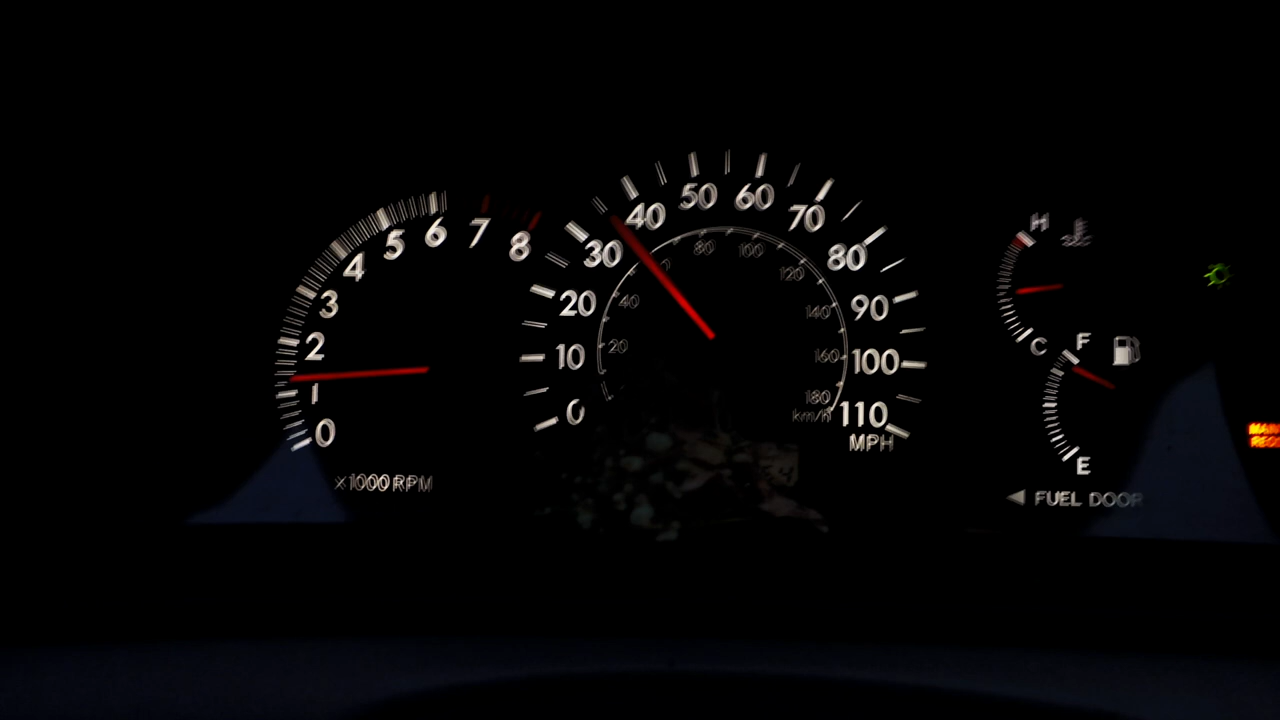 0 1 2 3 4 5 6 7 8
×1000 RPM
0 10 20 30 40 50 60 70 80 90 100 110
MPH
20 40 80 100 120 140 160 180
km/h
H
C
F
E
FUEL DOOR